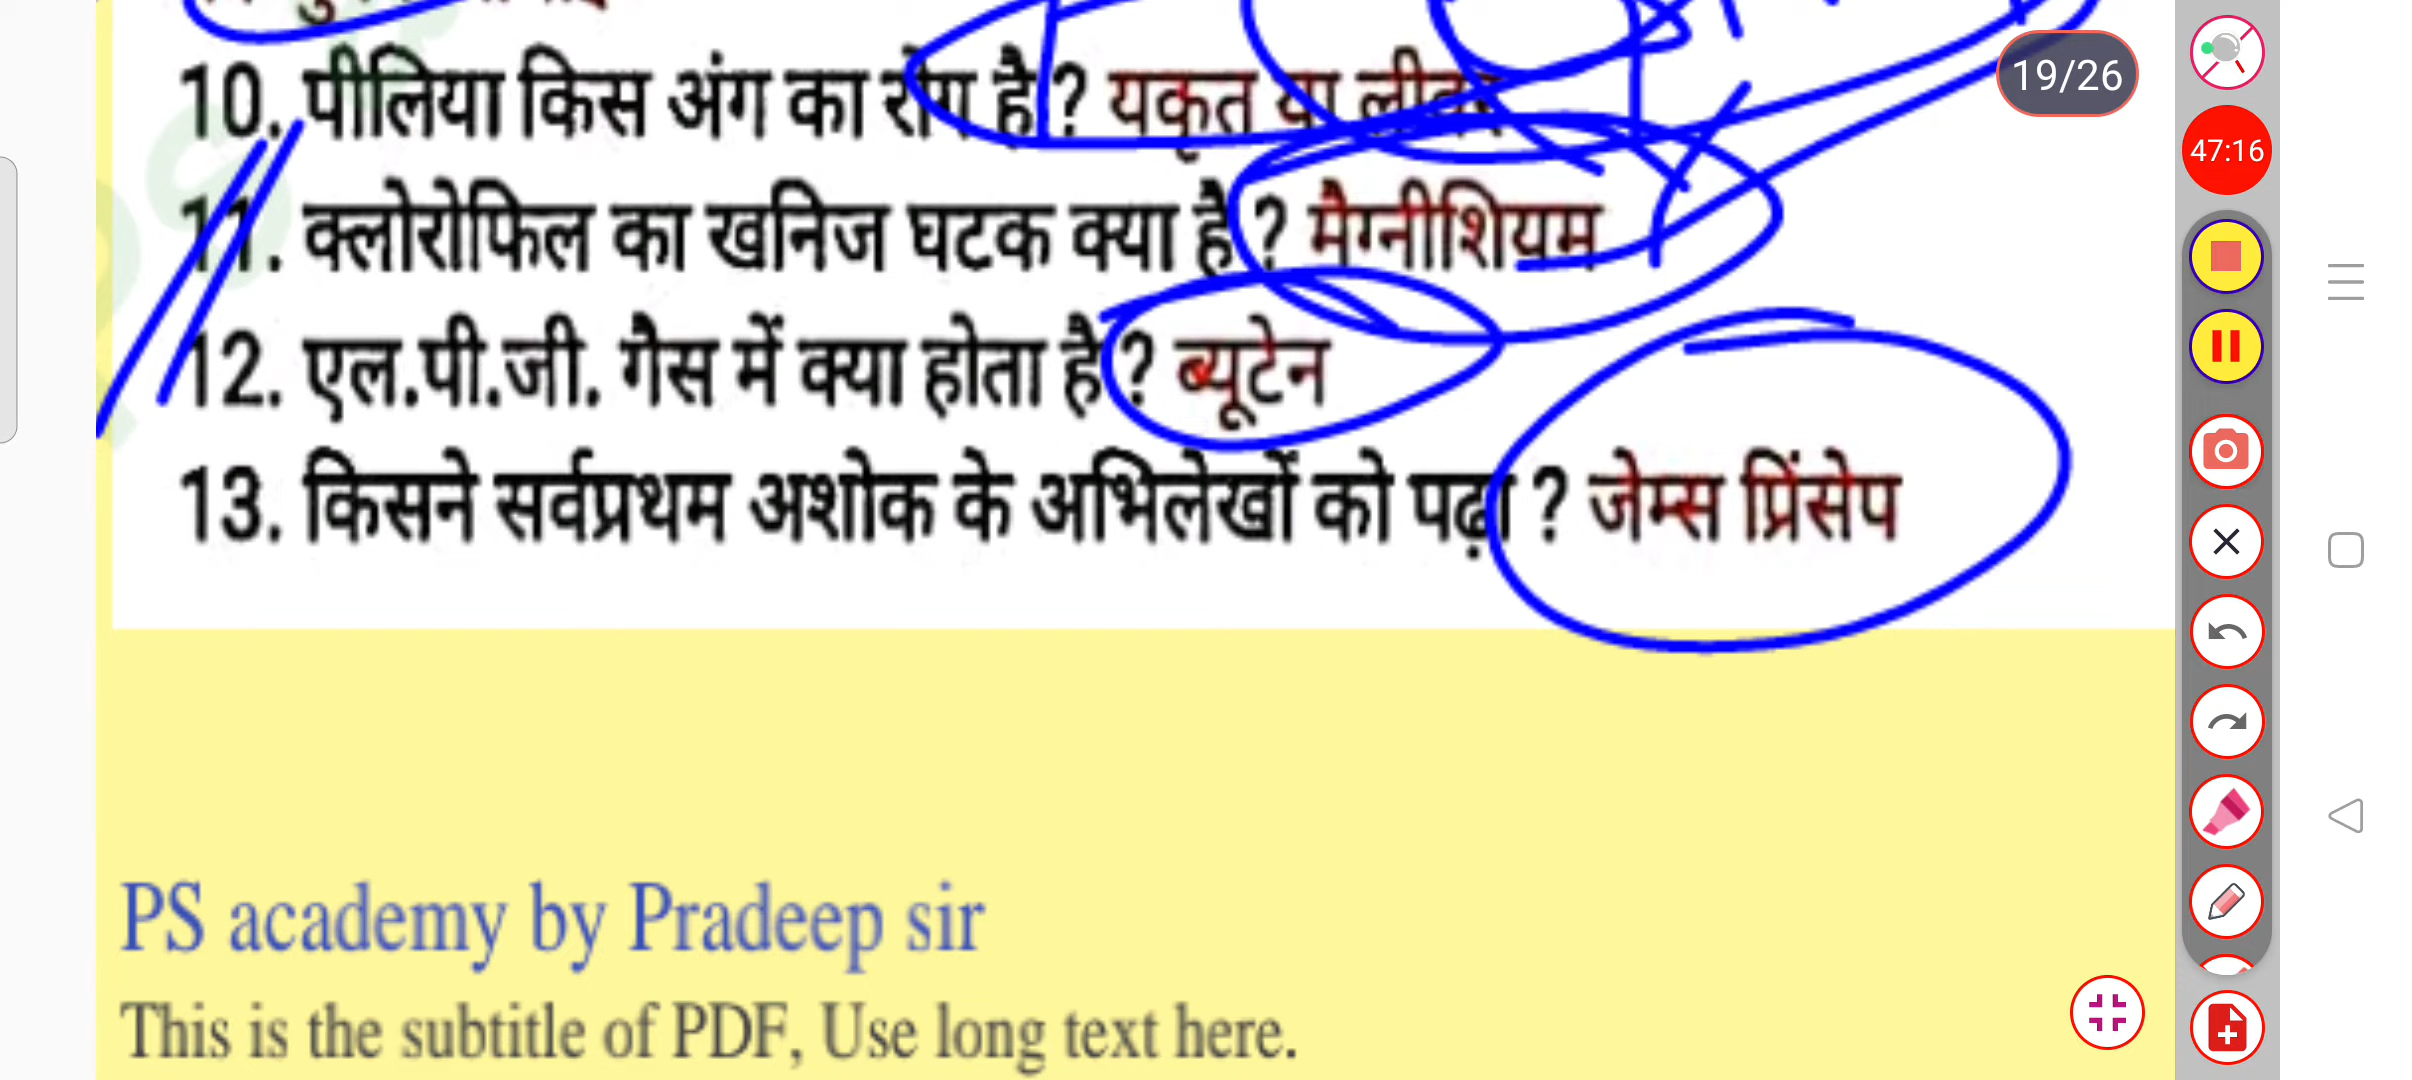 19/26
10. पीलिया किस अंग का रोग है ? यकृत या लीवर
47:16
11. क्लोरोफिल का खनिज घटक क्या है ? मैग्नीशियम
12. एल.पी.जी. गैस में क्या होता है ? ब्यूटेन
13. किसने सर्वप्रथम अशोक के अभिलेखों को पढ़ा ? जेम्स प्रिंसेप
PS academy by Pradeep sir
This is the subtitle of PDF, Use long text here.